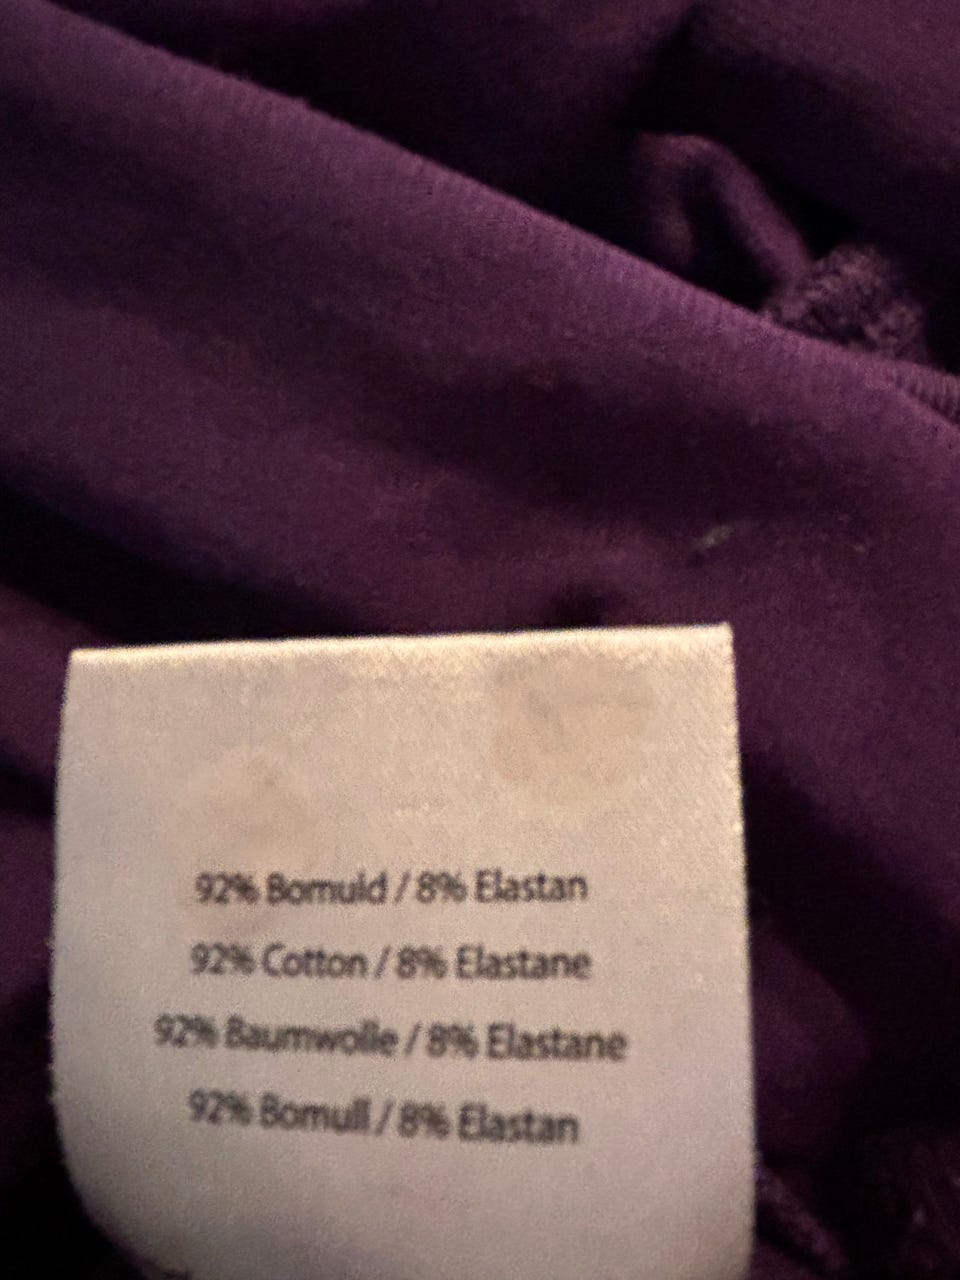 92% Bomuld / 8% Elastan
92% Cotton / 8% Elastane
92% Baumwolle / 8% Elastane
92% Bomull / 8% Elastan